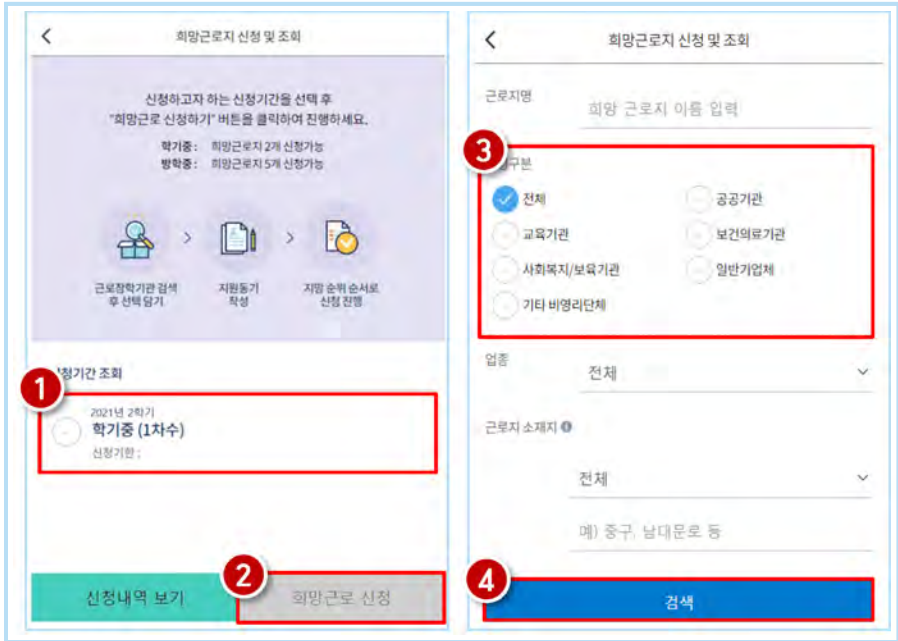 희망근로지 신청 및 조회
신청하고자 하는 신청기간을 선택 후
"희망근로 신청하기" 버튼을 클릭하여 진행하세요.
학기중 : 희망근로지 2개 신청가능
방학중 : 희망근로지 5개 신청가능
근로장학기관 검색
후 선택 담기
지원동기
작성
지망 순위 순서로
신청 진행
청기간 조회
1
2021년 2학기
학기중 (1차수)
신청기한 :
2
신청내역 보기
희망근로 신청
희망근로지 신청 및 조회
근로지명
희망 근로지 이름 입력
3
구분
전체
공공기관
교육기관
보건의료기관
사회복지/보육기관
일반기업체
기타 비영리단체
업종
전체
근로지 소재지
전체
예) 중구, 남대문로 등
4
검색